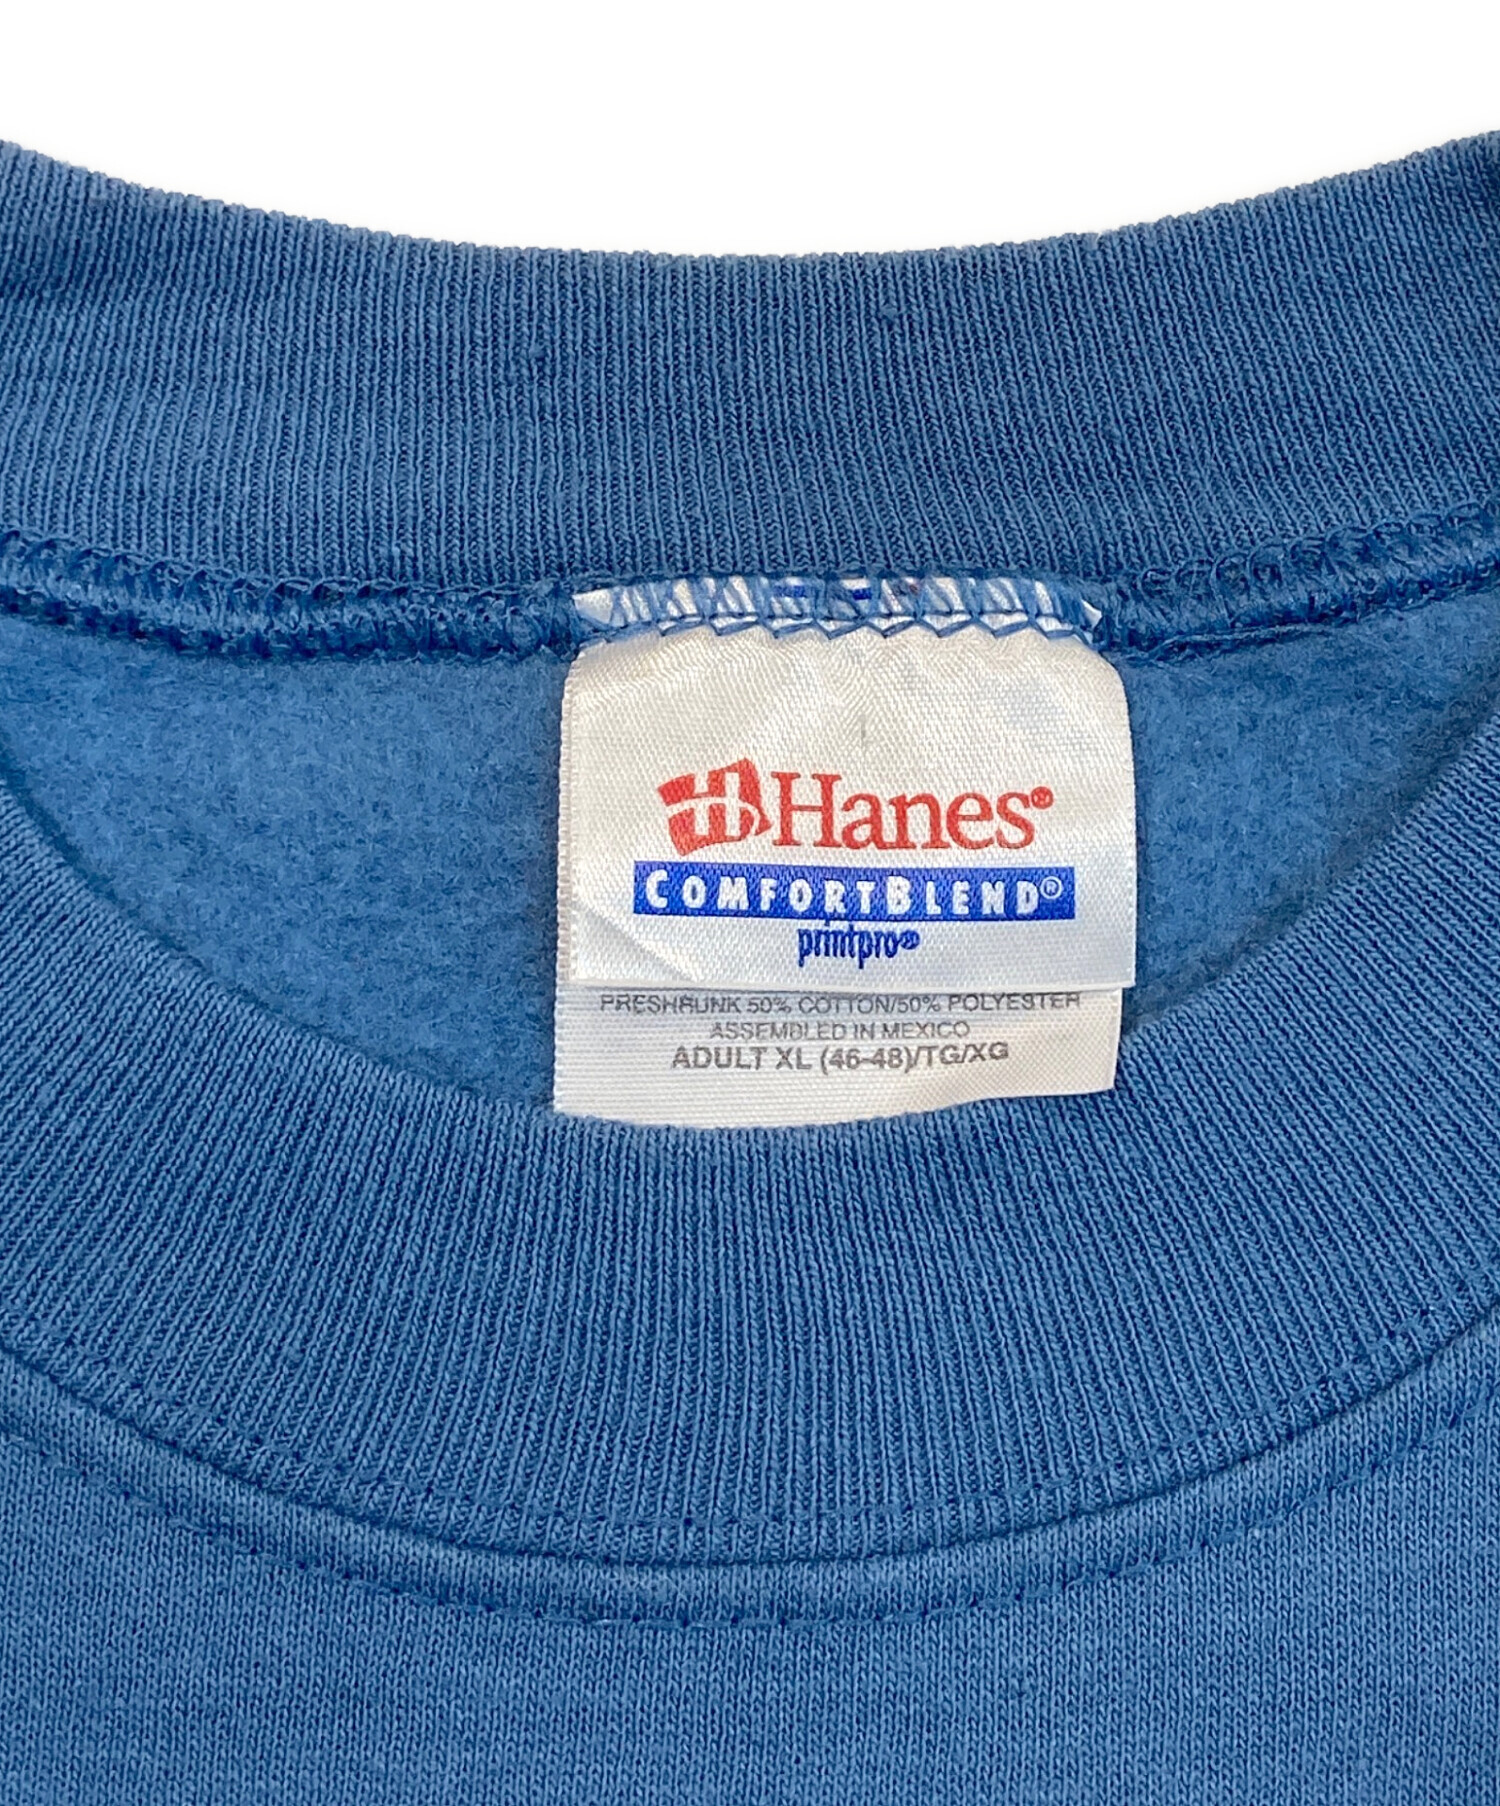 Hanes®
COMFORTBLEND®
printpro®
PRESHRUNK 50% COTTON/50% POLYESTER
ASSEMBLED IN MEXICO
ADULT XL (46-48)/TG/XG